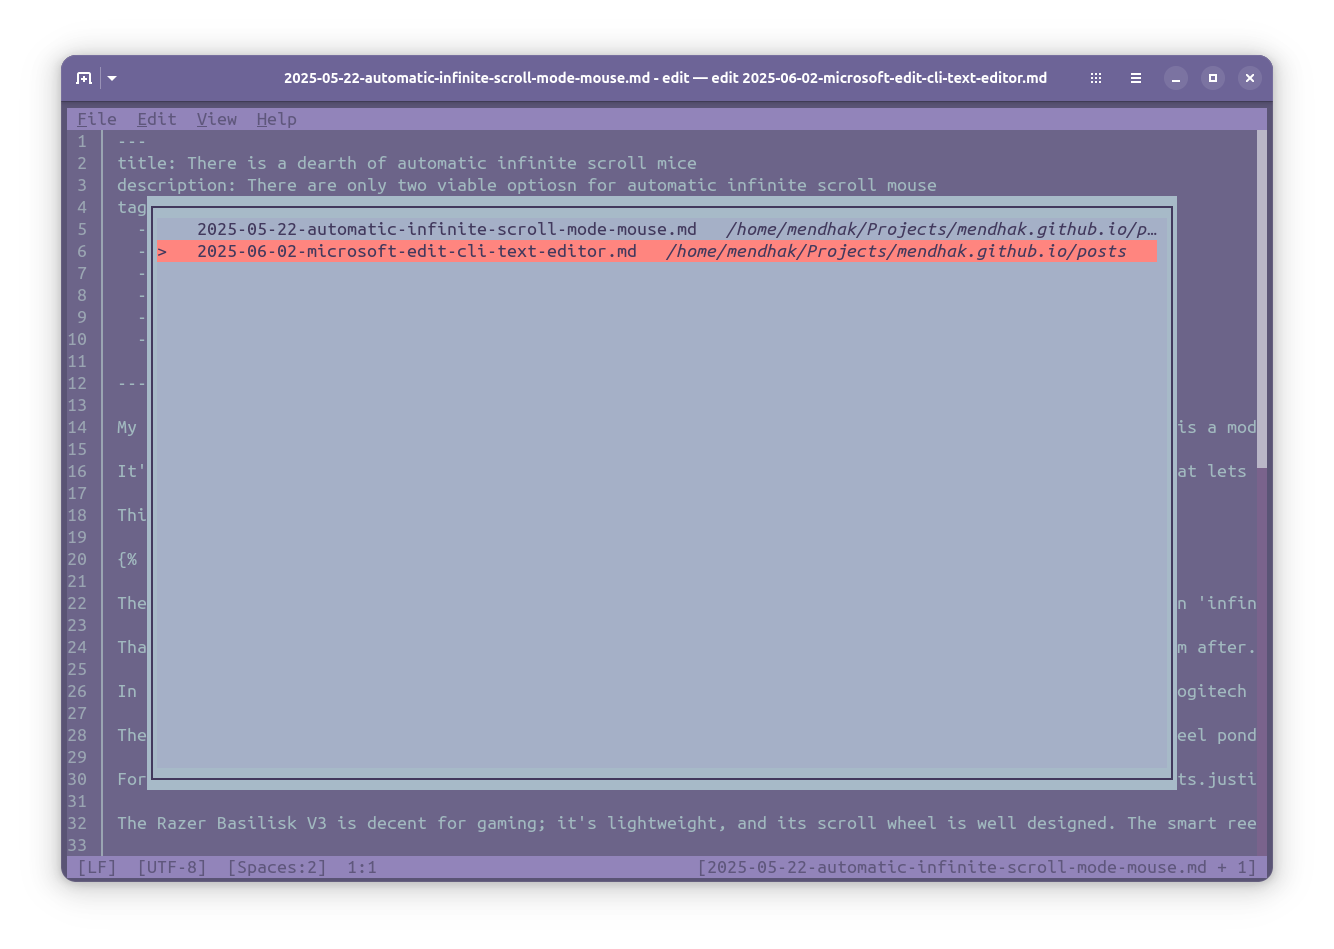 2025-05-22-automatic-infinite-scroll-mode-mouse.md - edit — edit 2025-06-02-microsoft-edit-cli-text-editor.md
File Edit View Help
1 ---
2 title: There is a dearth of automatic infinite scroll mice
3 description: There are only two viable optiosn for automatic infinite scroll mouse
4 tag
5 - 2025-05-22-automatic-infinite-scroll-mode-mouse.md /home/mendhak/Projects/mendhak.github.io/p…
6 - > 2025-06-02-microsoft-edit-cli-text-editor.md /home/mendhak/Projects/mendhak.github.io/posts
7 -
8 -
9 -
10 -
11
12 ---
13
14 My is a mod
15
16 It' at lets
17
18 Thi
19
20 {%
21
22 The n 'infin
23
24 Tha m after.
25
26 In ogitech
27
28 The eel pond
29
30 For ts.justi
31
32 The Razer Basilisk V3 is decent for gaming; it's lightweight, and its scroll wheel is well designed. The smart ree
33
[LF] [UTF-8] [Spaces:2] 1:1 [2025-05-22-automatic-infinite-scroll-mode-mouse.md + 1]